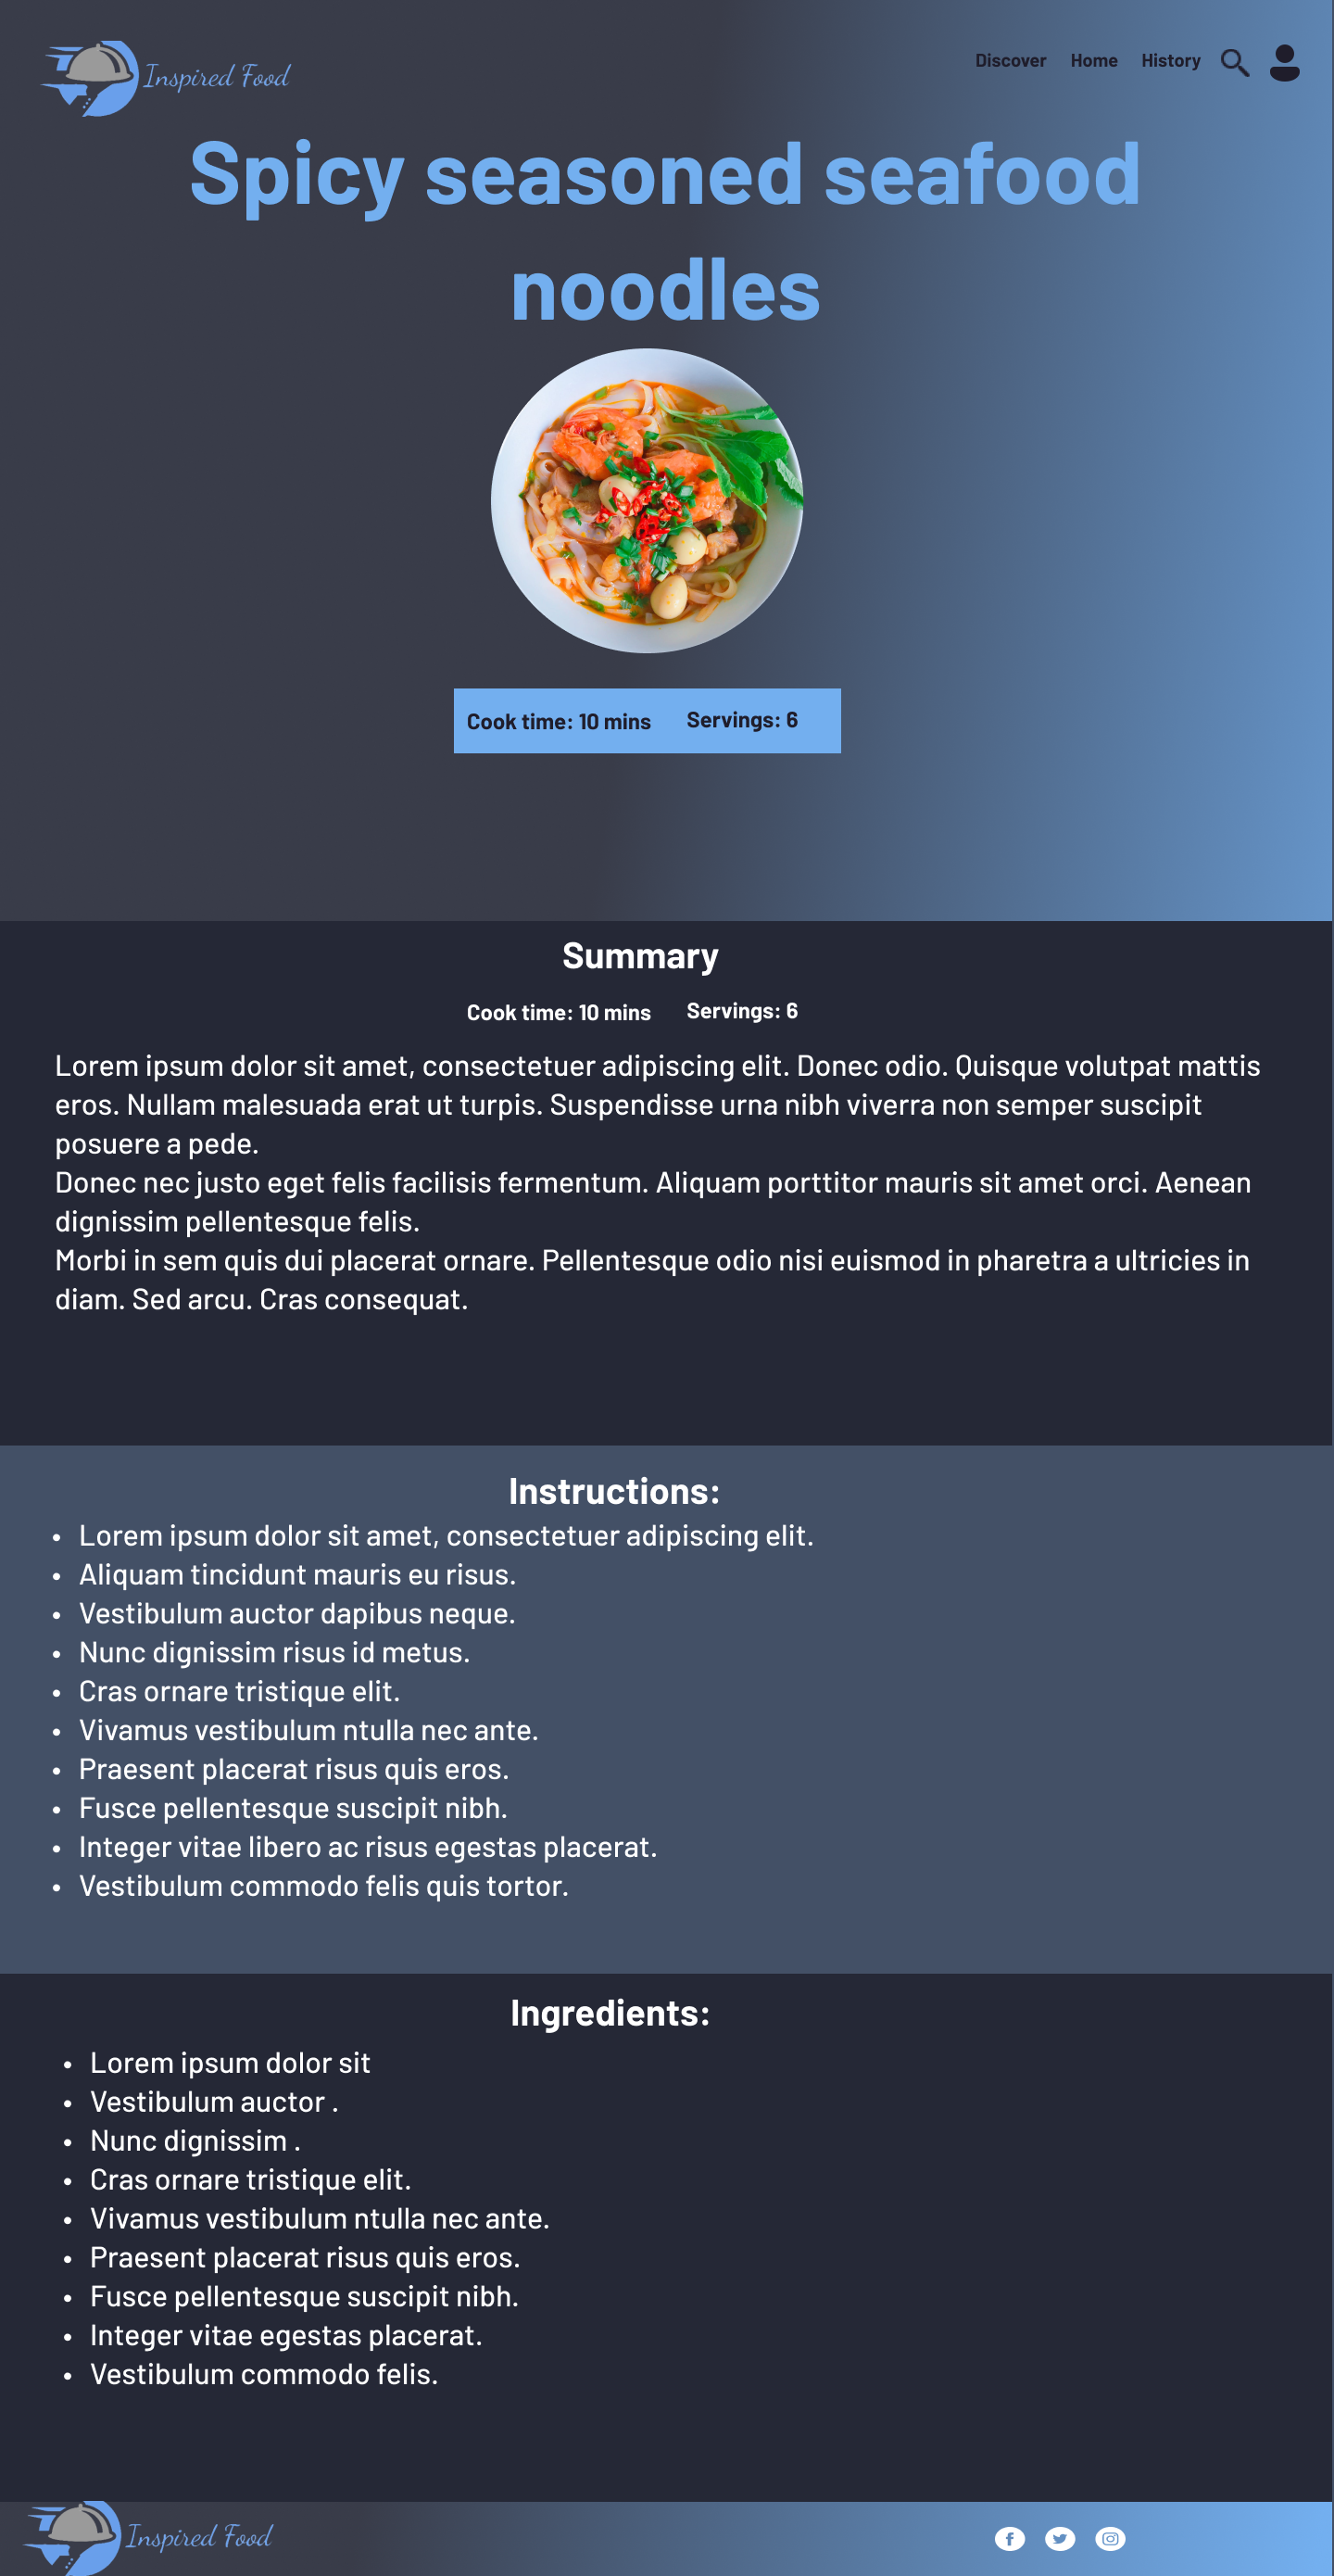 Inspired Food
Discover Home History
Spicy seasoned seafood
noodles
Cook time: 10 mins Servings: 6
Summary
Cook time: 10 mins Servings: 6
Lorem ipsum dolor sit amet, consectetuer adipiscing elit. Donec odio. Quisque volutpat mattis
eros. Nullam malesuada erat ut turpis. Suspendisse urna nibh viverra non semper suscipit
posuere a pede.
Donec nec justo eget felis facilisis fermentum. Aliquam porttitor mauris sit amet orci. Aenean
dignissim pellentesque felis.
Morbi in sem quis dui placerat ornare. Pellentesque odio nisi euismod in pharetra a ultricies in
diam. Sed arcu. Cras consequat.
Instructions:
• Lorem ipsum dolor sit amet, consectetuer adipiscing elit.
• Aliquam tincidunt mauris eu risus.
• Vestibulum auctor dapibus neque.
• Nunc dignissim risus id metus.
• Cras ornare tristique elit.
• Vivamus vestibulum ntulla nec ante.
• Praesent placerat risus quis eros.
• Fusce pellentesque suscipit nibh.
• Integer vitae libero ac risus egestas placerat.
• Vestibulum commodo felis quis tortor.
Ingredients:
• Lorem ipsum dolor sit
• Vestibulum auctor .
• Nunc dignissim .
• Cras ornare tristique elit.
• Vivamus vestibulum ntulla nec ante.
• Praesent placerat risus quis eros.
• Fusce pellentesque suscipit nibh.
• Integer vitae egestas placerat.
• Vestibulum commodo felis.
Inspired Food